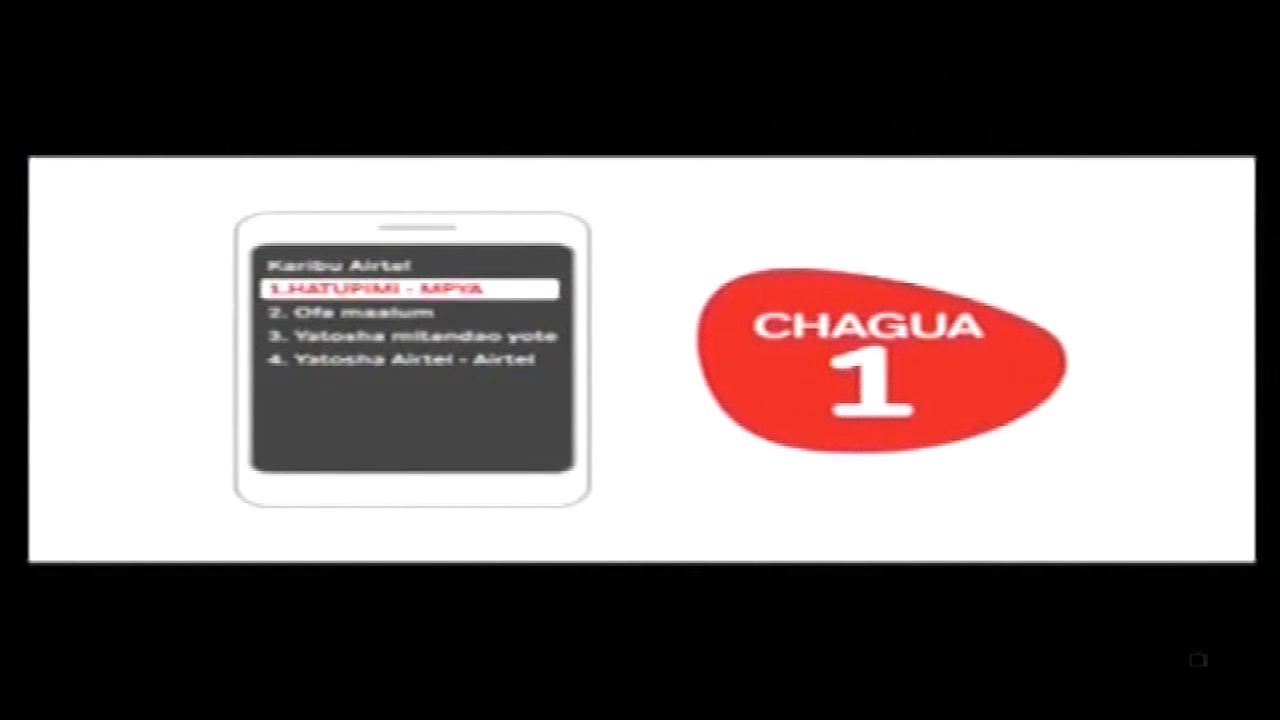 Karibu Airtel
1.HATUPIMI - MPYA
2. Ofa maalum
3. Yatosha mitandao yote
4. Yatosha Airtel - Airtel
CHAGUA
1